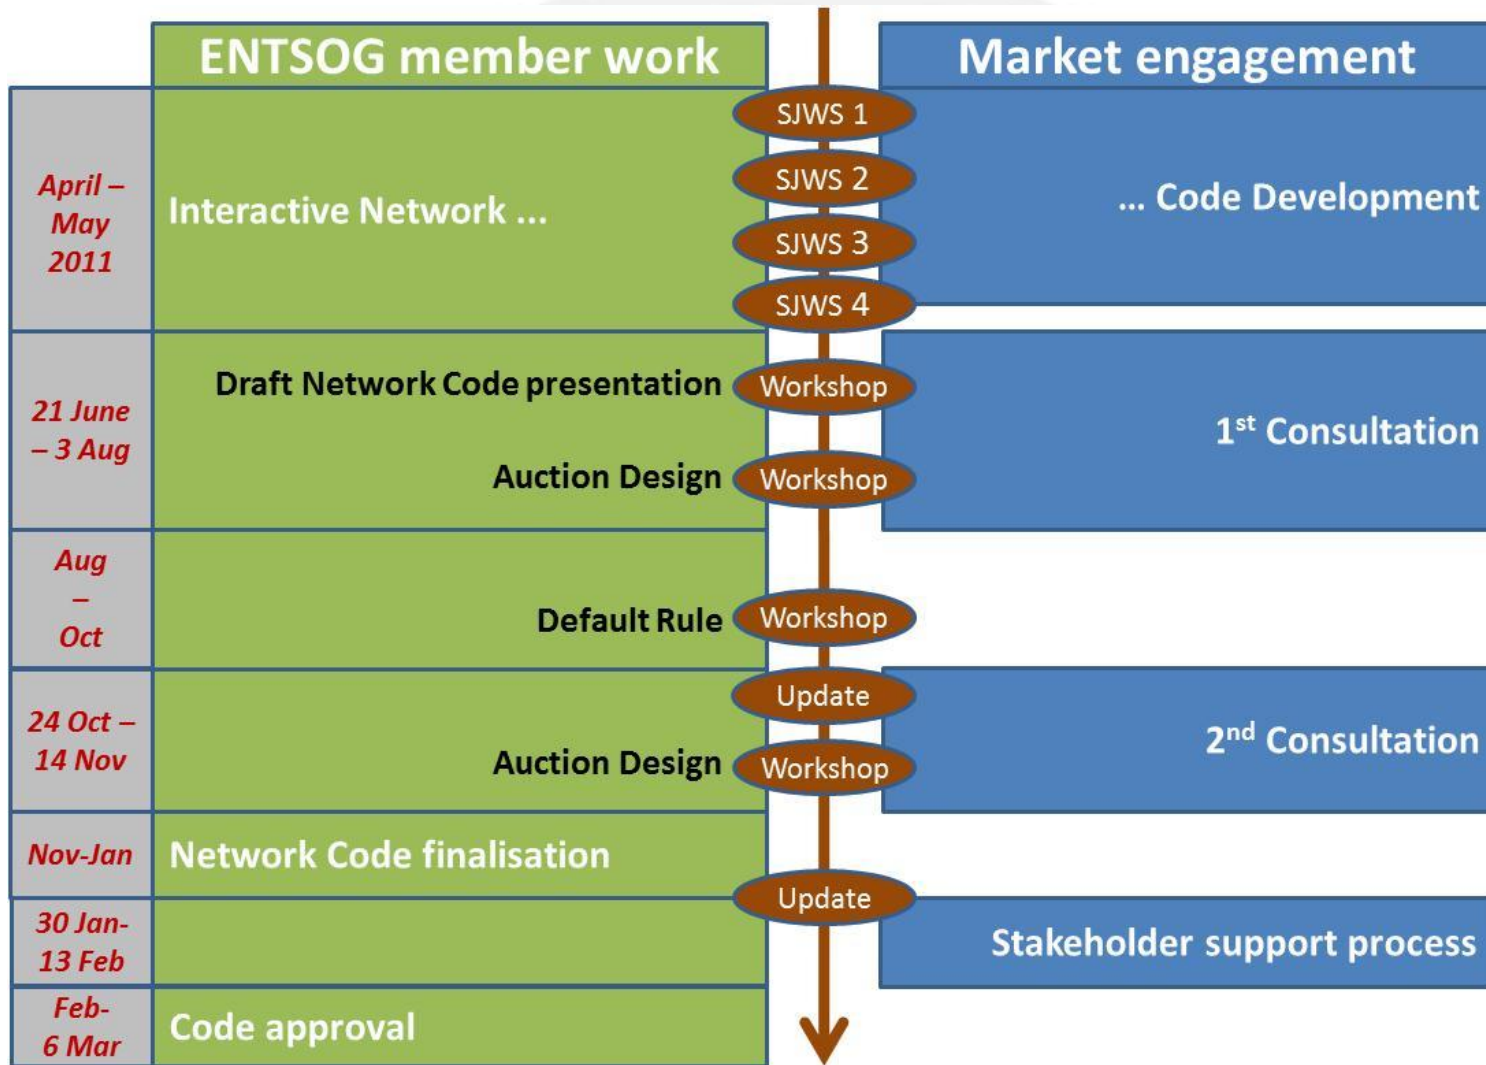 ENTSOG member work
Market engagement
April –
May
2011
Interactive Network ...
SJWS 1
SJWS 2
SJWS 3
SJWS 4
... Code Development
21 June
– 3 Aug
Draft Network Code presentation
Workshop
Auction Design
Workshop
1st Consultation
Aug
–
Oct
Default Rule
Workshop
24 Oct –
14 Nov
Update
Auction Design
Workshop
2nd Consultation
Nov-Jan
Network Code finalisation
Update
30 Jan-
13 Feb
Stakeholder support process
Feb-
6 Mar
Code approval